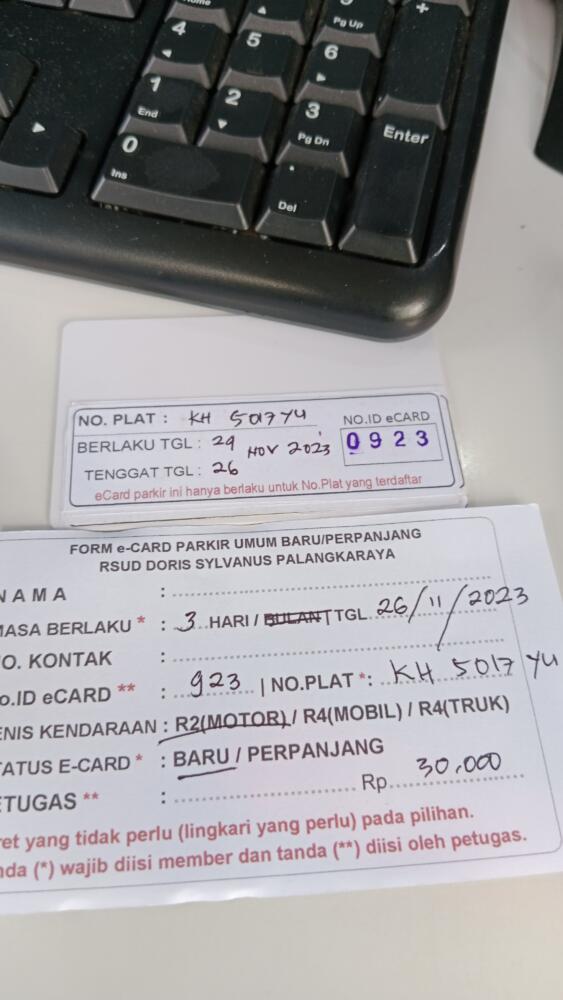 Home
Pg Up
+
4
5
6
1
End
2
3
Pg Dn
Enter
0
Ins
.
Del
NO. PLAT : KH 5017 YU
NO.ID eCARD
BERLAKU TGL : 29 NOV 2023
0923
TENGGAT TGL : 26
eCard parkir ini hanya berlaku untuk No.Plat yang terdaftar
FORM e-CARD PARKIR UMUM BARU/PERPANJANG
RSUD DORIS SYLVANUS PALANGKARAYA
NAMA :
MASA BERLAKU * : 3 HARI / BULAN | TGL 26/11/2023
NO. KONTAK :
No.ID eCARD ** : 923 | NO.PLAT *: KH 5017 YU
JENIS KENDARAAN : R2(MOTOR) / R4(MOBIL) / R4(TRUK)
STATUS E-CARD * : BARU / PERPANJANG
PETUGAS ** : Rp 30.000
ret yang tidak perlu (lingkari yang perlu) pada pilihan.
nda (*) wajib diisi member dan tanda (**) diisi oleh petugas.